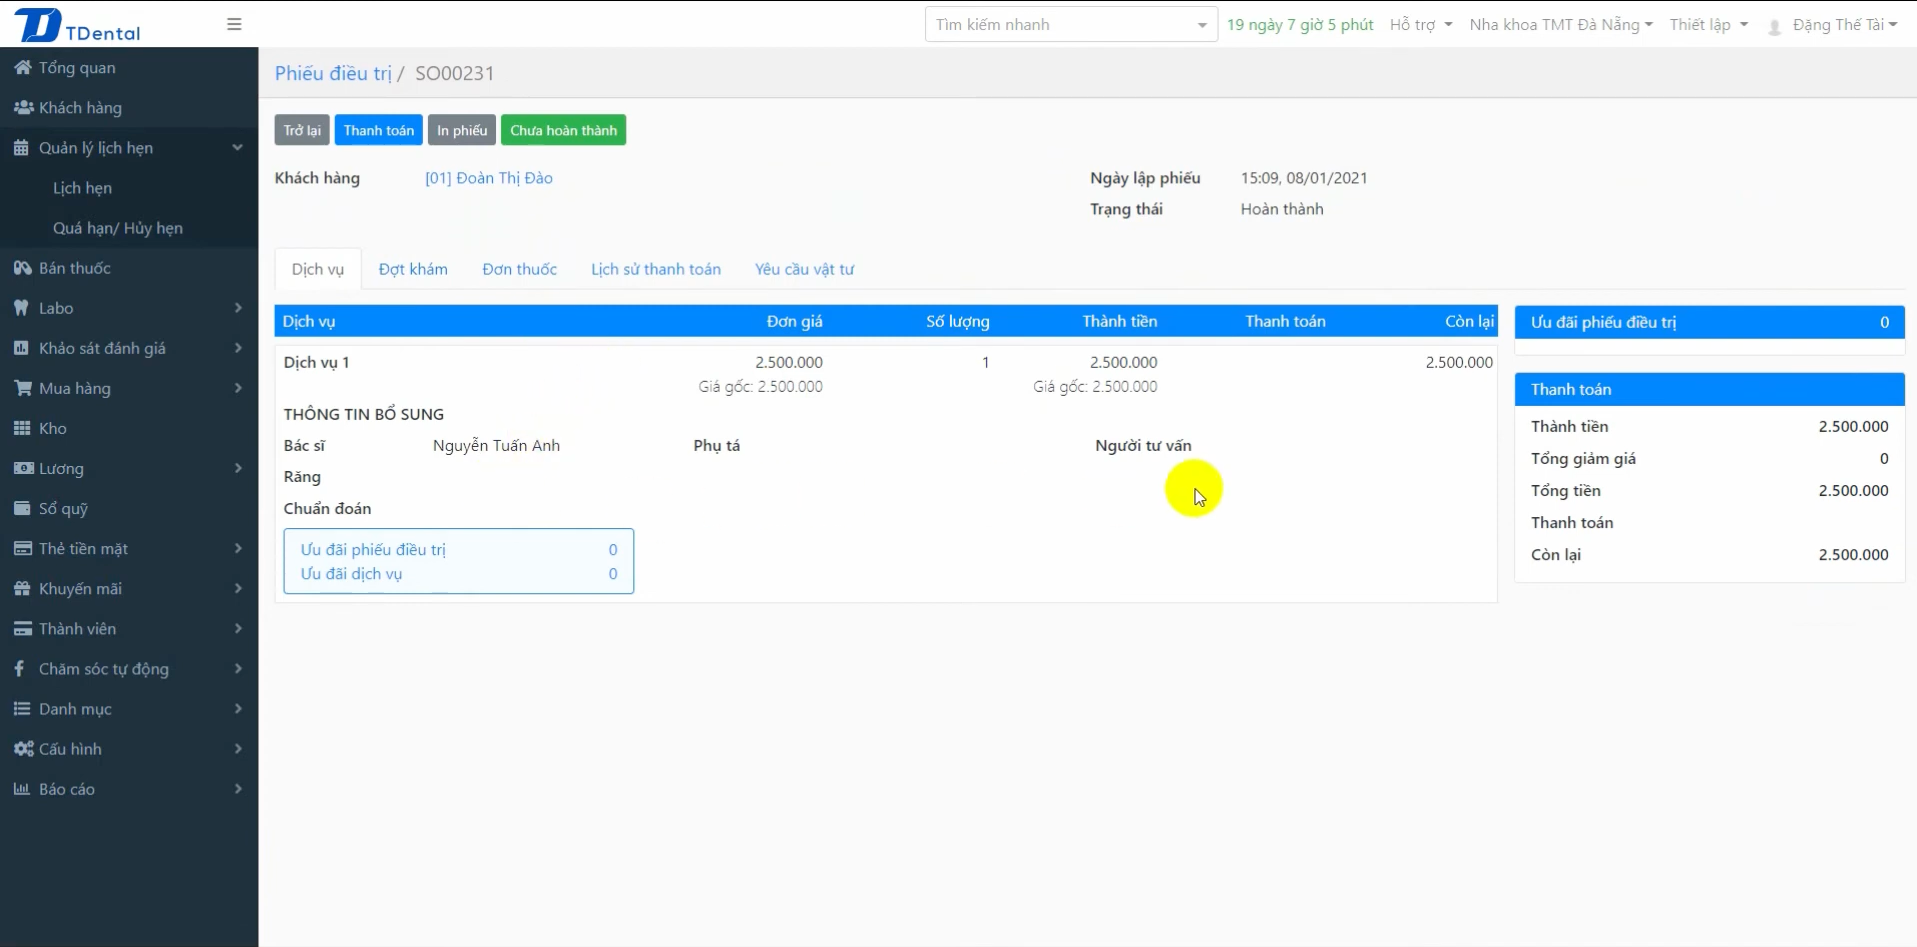 TDental
Tìm kiếm nhanh
19 ngày 7 giờ 5 phút
Hỗ trợ
Nha khoa TMT Đà Nẵng
Thiết lập
Đặng Thế Tài
Tổng quan
Khách hàng
Quản lý lịch hẹn
Lịch hẹn
Quá hạn/ Hủy hẹn
Bán thuốc
Labo
Khảo sát đánh giá
Mua hàng
Kho
Lương
Sổ quỹ
Thẻ tiền mặt
Khuyến mãi
Thành viên
Chăm sóc tự động
Danh mục
Cấu hình
Báo cáo
Phiếu điều trị / SO00231
Trở lại Thanh toán In phiếu Chưa hoàn thành
Khách hàng [01] Đoàn Thị Đào
Ngày lập phiếu 15:09, 08/01/2021
Trạng thái Hoàn thành
Dịch vụ Đợt khám Đơn thuốc Lịch sử thanh toán Yêu cầu vật tư
Dịch vụ Đơn giá Số lượng Thành tiền Thanh toán Còn lại
Dịch vụ 1 2.500.000 1 2.500.000 2.500.000
Giá gốc: 2.500.000 Giá gốc: 2.500.000
THÔNG TIN BỔ SUNG
Bác sĩ Nguyễn Tuấn Anh Phụ tá Người tư vấn
Răng
Chuẩn đoán
Ưu đãi phiếu điều trị 0
Ưu đãi dịch vụ 0
Ưu đãi phiếu điều trị 0
Thanh toán
Thành tiền 2.500.000
Tổng giảm giá 0
Tổng tiền 2.500.000
Thanh toán
Còn lại 2.500.000